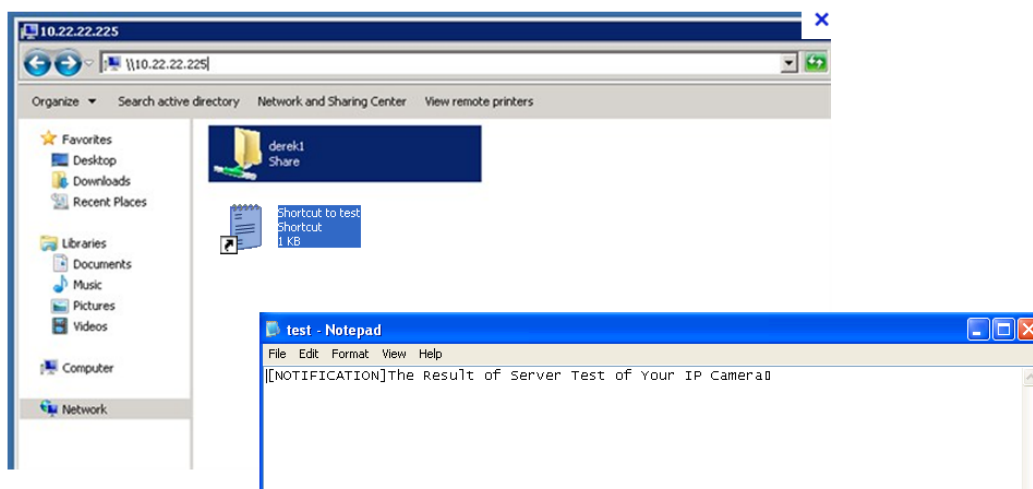 10.22.22.225
\\10.22.22.225
Organize Search active directory Network and Sharing Center View remote printers
Favorites
Desktop
Downloads
Recent Places
Libraries
Documents
Music
Pictures
Videos
Computer
Network
derek1
Share
Shortcut to test
Shortcut
1 KB
test - Notepad
File Edit Format View Help
[NOTIFICATION]The Result of Server Test of Your IP Camera▯